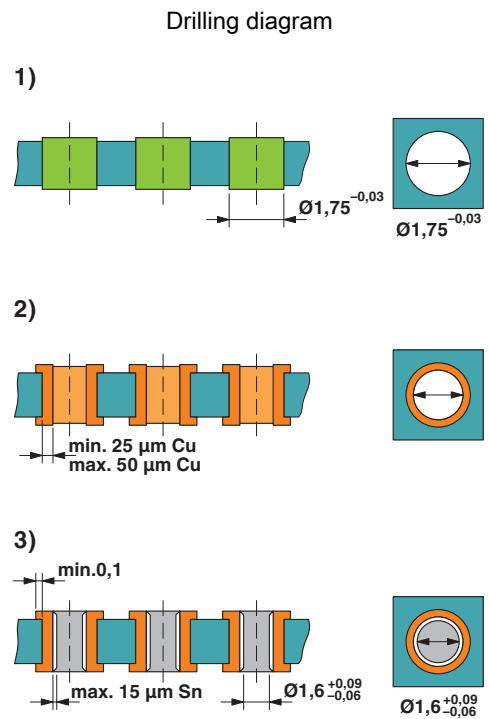 Drilling diagram
1)
Ø1,75 −0,03
Ø1,75 −0,03
2)
min. 25 µm Cu
max. 50 µm Cu
3)
min.0,1
max. 15 µm Sn
Ø1,6 +0,09 −0,06
Ø1,6 +0,09 −0,06